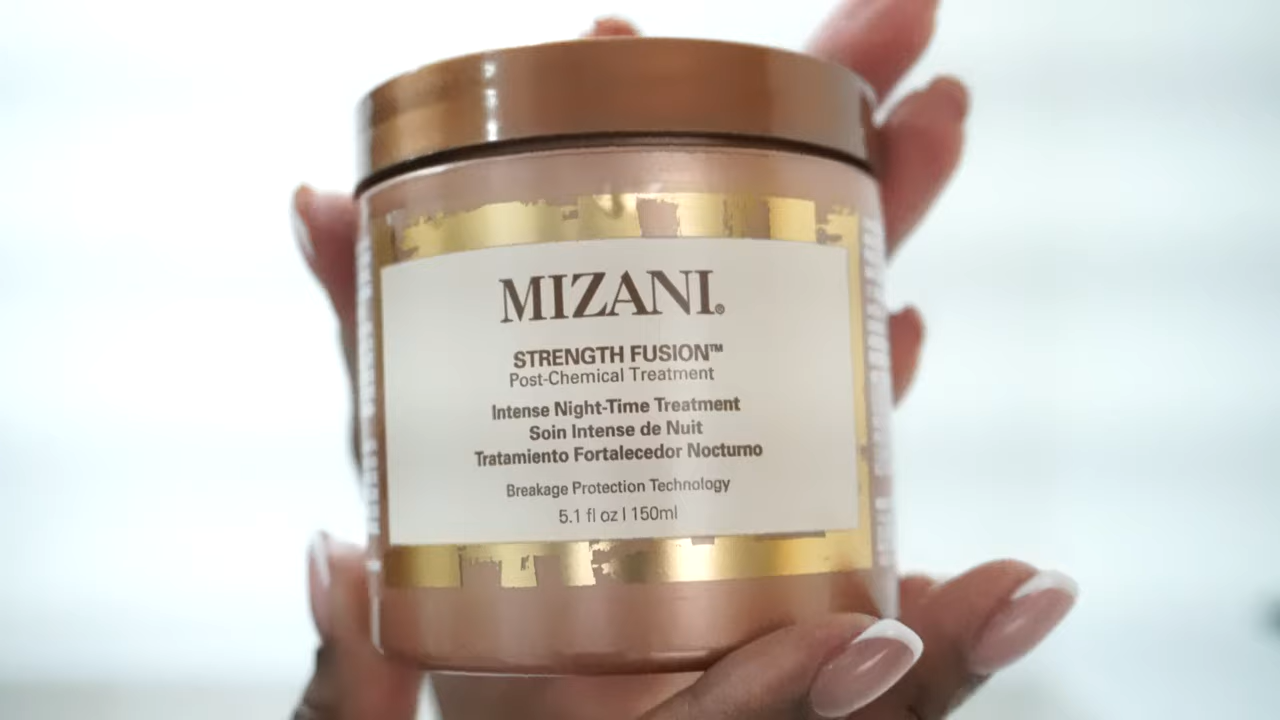 MIZANI®
STRENGTH FUSION™
Post-Chemical Treatment
Intense Night-Time Treatment
Soin Intense de Nuit
Tratamiento Fortalecedor Nocturno
Breakage Protection Technology
5.1 fl oz | 150ml